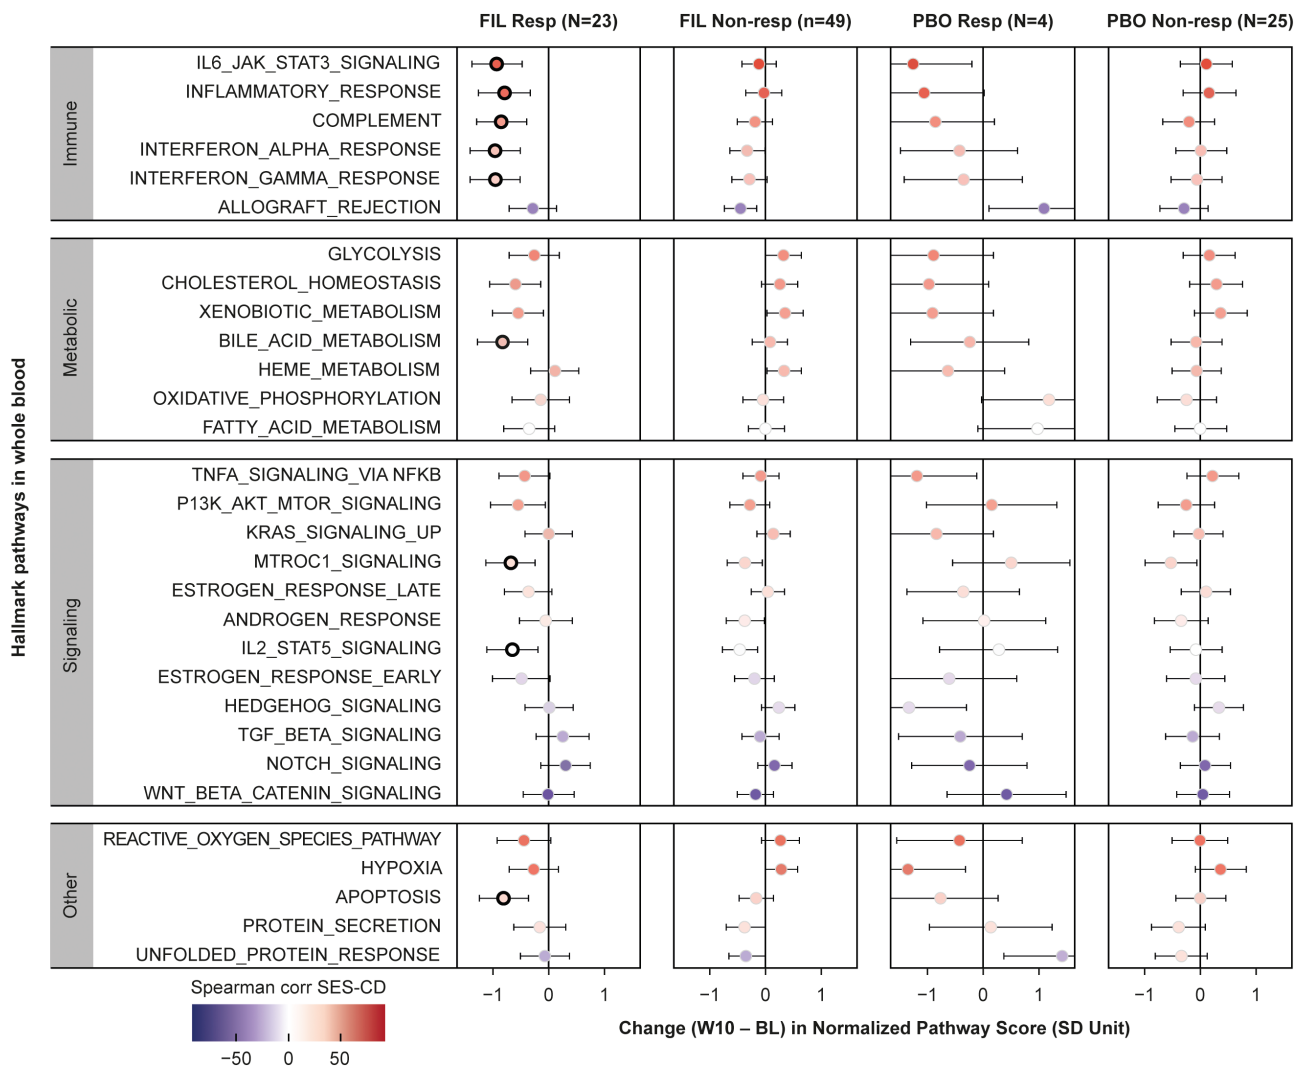 FIL Resp (N=23) FIL Non-resp (n=49) PBO Resp (N=4) PBO Non-resp (N=25)
Hallmark pathways in whole blood
Immune
IL6_JAK_STAT3_SIGNALING
INFLAMMATORY_RESPONSE
COMPLEMENT
INTERFERON_ALPHA_RESPONSE
INTERFERON_GAMMA_RESPONSE
ALLOGRAFT_REJECTION
Metabolic
GLYCOLYSIS
CHOLESTEROL_HOMEOSTASIS
XENOBIOTIC_METABOLISM
BILE_ACID_METABOLISM
HEME_METABOLISM
OXIDATIVE_PHOSPHORYLATION
FATTY_ACID_METABOLISM
Signaling
TNFA_SIGNALING_VIA NFKB
P13K_AKT_MTOR_SIGNALING
KRAS_SIGNALING_UP
MTROC1_SIGNALING
ESTROGEN_RESPONSE_LATE
ANDROGEN_RESPONSE
IL2_STAT5_SIGNALING
ESTROGEN_RESPONSE_EARLY
HEDGEHOG_SIGNALING
TGF_BETA_SIGNALING
NOTCH_SIGNALING
WNT_BETA_CATENIN_SIGNALING
Other
REACTIVE_OXYGEN_SPECIES_PATHWAY
HYPOXIA
APOPTOSIS
PROTEIN_SECRETION
UNFOLDED_PROTEIN_RESPONSE
−1 0 1 −1 0 1 −1 0 1 −1 0 1
Change (W10 – BL) in Normalized Pathway Score (SD Unit)
Spearman corr SES-CD
−50 0 50